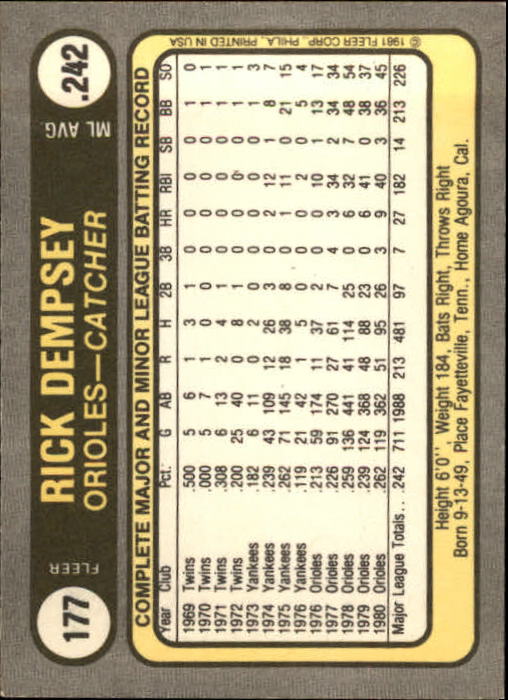 177
FLEER
RICK DEMPSEY
ORIOLES—CATCHER
ML AVG.
.242
COMPLETE MAJOR AND MINOR LEAGUE BATTING RECORD
Year Club Pct. G AB R H 2B 3B HR RBI SB BB SO
1969 Twins .500 5 6 1 3 1 0 0 0 0 1 0
1970 Twins .000 5 7 1 0 0 0 0 0 0 1 1
1971 Twins .308 6 13 2 4 1 0 0 0 0 1 1
1972 Twins .200 25 40 0 8 1 0 0 0 0 1 1
1973 Yankees .182 6 11 0 2 0 0 0 0 0 1 3
1974 Yankees .239 43 109 12 26 3 0 2 12 1 8 7
1975 Yankees .262 71 145 18 38 8 0 1 11 0 21 15
1976 Yankees .119 21 42 1 5 0 0 0 2 0 5 4
1976 Orioles .213 59 174 11 37 2 0 0 10 1 13 17
1977 Orioles .226 91 270 27 61 7 4 3 34 2 34 34
1978 Orioles .259 136 441 41 114 25 0 6 32 7 48 54
1979 Orioles .239 124 368 48 88 23 0 6 41 0 38 37
1980 Orioles .262 119 362 51 95 26 3 9 40 3 36 45
Major League Totals... .242 711 1988 213 481 97 7 27 182 14 213 226
Height 6'0'', Weight 184, Bats Right, Throws Right
Born 9-13-49, Place Fayetteville, Tenn., Home Agoura, Cal.
© 1981 FLEER CORP., PHILA., PRINTED IN USA